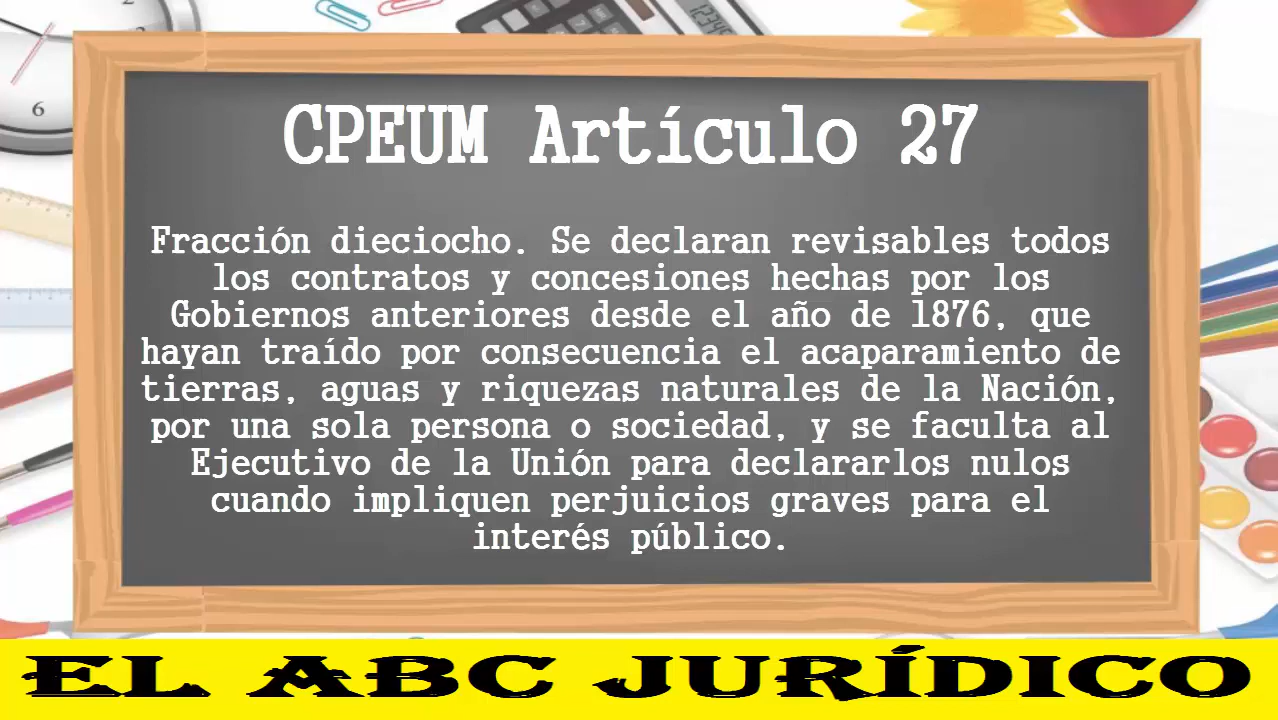 CPEUM Artículo 27
Fracción dieciocho. Se declaran revisables todos
los contratos y concesiones hechas por los
Gobiernos anteriores desde el año de 1876, que
hayan traído por consecuencia el acaparamiento de
tierras, aguas y riquezas naturales de la Nación,
por una sola persona o sociedad, y se faculta al
Ejecutivo de la Unión para declararlos nulos
cuando impliquen perjuicios graves para el
interés público.
EL ABC JURÍDICO